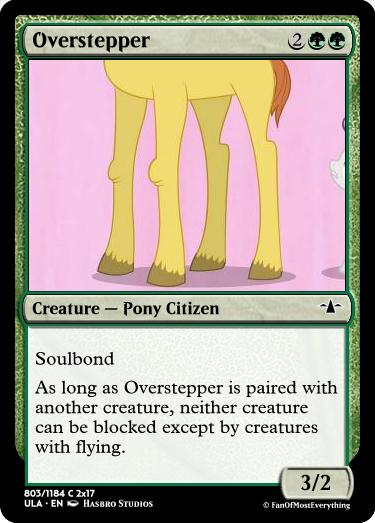 Overstepper 2
Creature — Pony Citizen
Soulbond
As long as Overstepper is paired with
another creature, neither creature
can be blocked except by creatures
with flying.
3/2
803/1184 C 2x17
ULA • EN Hasbro Studios © FanOfMostEverything